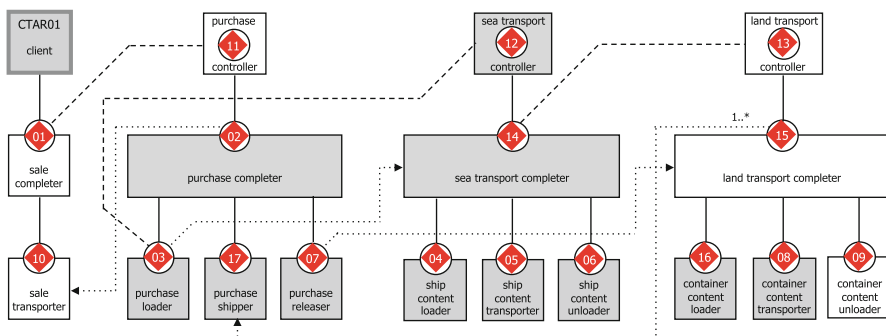 CTAR01
client
purchase
11
controller
sea transport
12
controller
land transport
13
controller
1..*
01
sale
completer
02
purchase completer
14
sea transport completer
15
land transport completer
10
sale
transporter
03
purchase
loader
17
purchase
shipper
07
purchase
releaser
04
ship
content
loader
05
ship
content
transporter
06
ship
content
unloader
16
container
content
loader
08
container
content
transporter
09
container
content
unloader